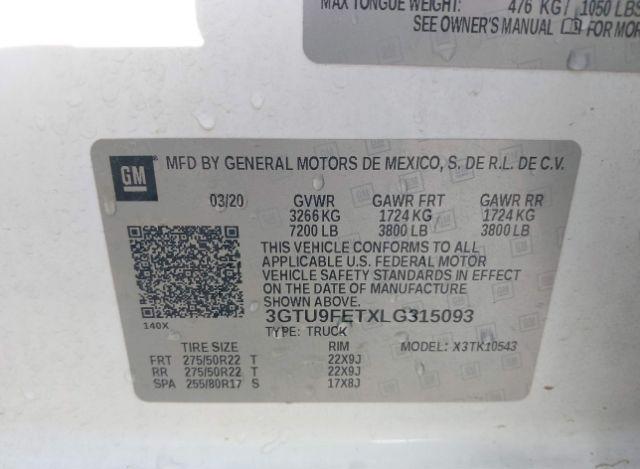 MAX TONGUE WEIGHT: 476 KG / 1050 LBS
SEE OWNER'S MANUAL FOR MOR
GM MFD BY GENERAL MOTORS DE MEXICO, S. DE R.L. DE C.V.
03/20 GVWR GAWR FRT GAWR RR
3266 KG 1724 KG 1724 KG
7200 LB 3800 LB 3800 LB
THIS VEHICLE CONFORMS TO ALL
APPLICABLE U.S. FEDERAL MOTOR
VEHICLE SAFETY STANDARDS IN EFFECT
ON THE DATE OF MANUFACTURE
SHOWN ABOVE.
140X
3GTU9FETXLG315093
TYPE: TRUCK
TIRE SIZE RIM MODEL: X3TK10543
FRT 275/50R22 T 22X9J
RR 275/50R22 T 22X9J
SPA 255/80R17 S 17X8J